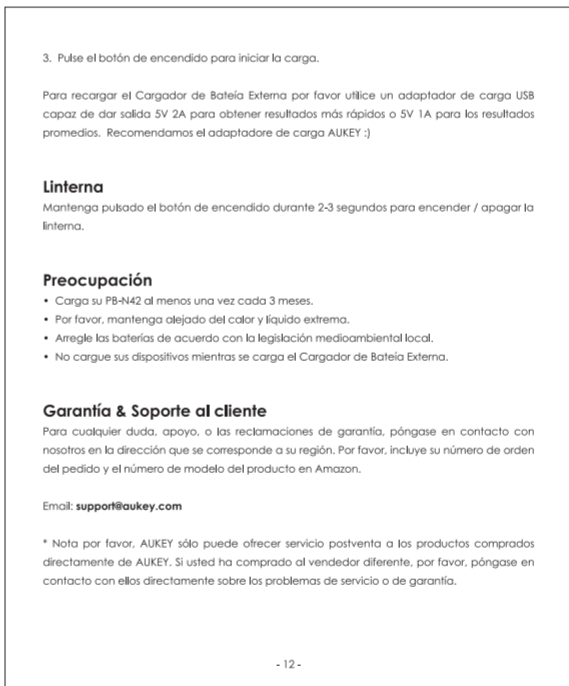 3. Pulse el botón de encendido para iniciar la carga.
Para recargar el Cargador de Bateía Externa por favor utilice un adaptador de carga USB
capaz de dar salida 5V 2A para obtener resultados más rápidos o 5V 1A para los resultados
promedios. Recomendamos el adaptadore de carga AUKEY :)
Linterna
Mantenga pulsado el botón de encendido durante 2-3 segundos para encender / apagar la
linterna.
Preocupación
• Carga su PB-N42 al menos una vez cada 3 meses.
• Por favor, mantenga alejado del calor y líquido extrema.
• Arregle las baterías de acuerdo con la legislación medioambiental local.
• No cargue sus dispositivos mientras se carga el Cargador de Bateía Externa.
Garantía & Soporte al cliente
Para cualquier duda, apoyo, o las reclamaciones de garantía, póngase en contacto con
nosotros en la dirección que se corresponde a su región. Por favor, incluye su número de orden
del pedido y el número de modelo del producto en Amazon.
Email: support@aukey.com
* Nota por favor, AUKEY sólo puede ofrecer servicio postventa a los productos comprados
directamente de AUKEY. Si usted ha comprado al vendedor diferente, por favor, póngase en
contacto con ellos directamente sobre los problemas de servicio o de garantía.
- 12 -